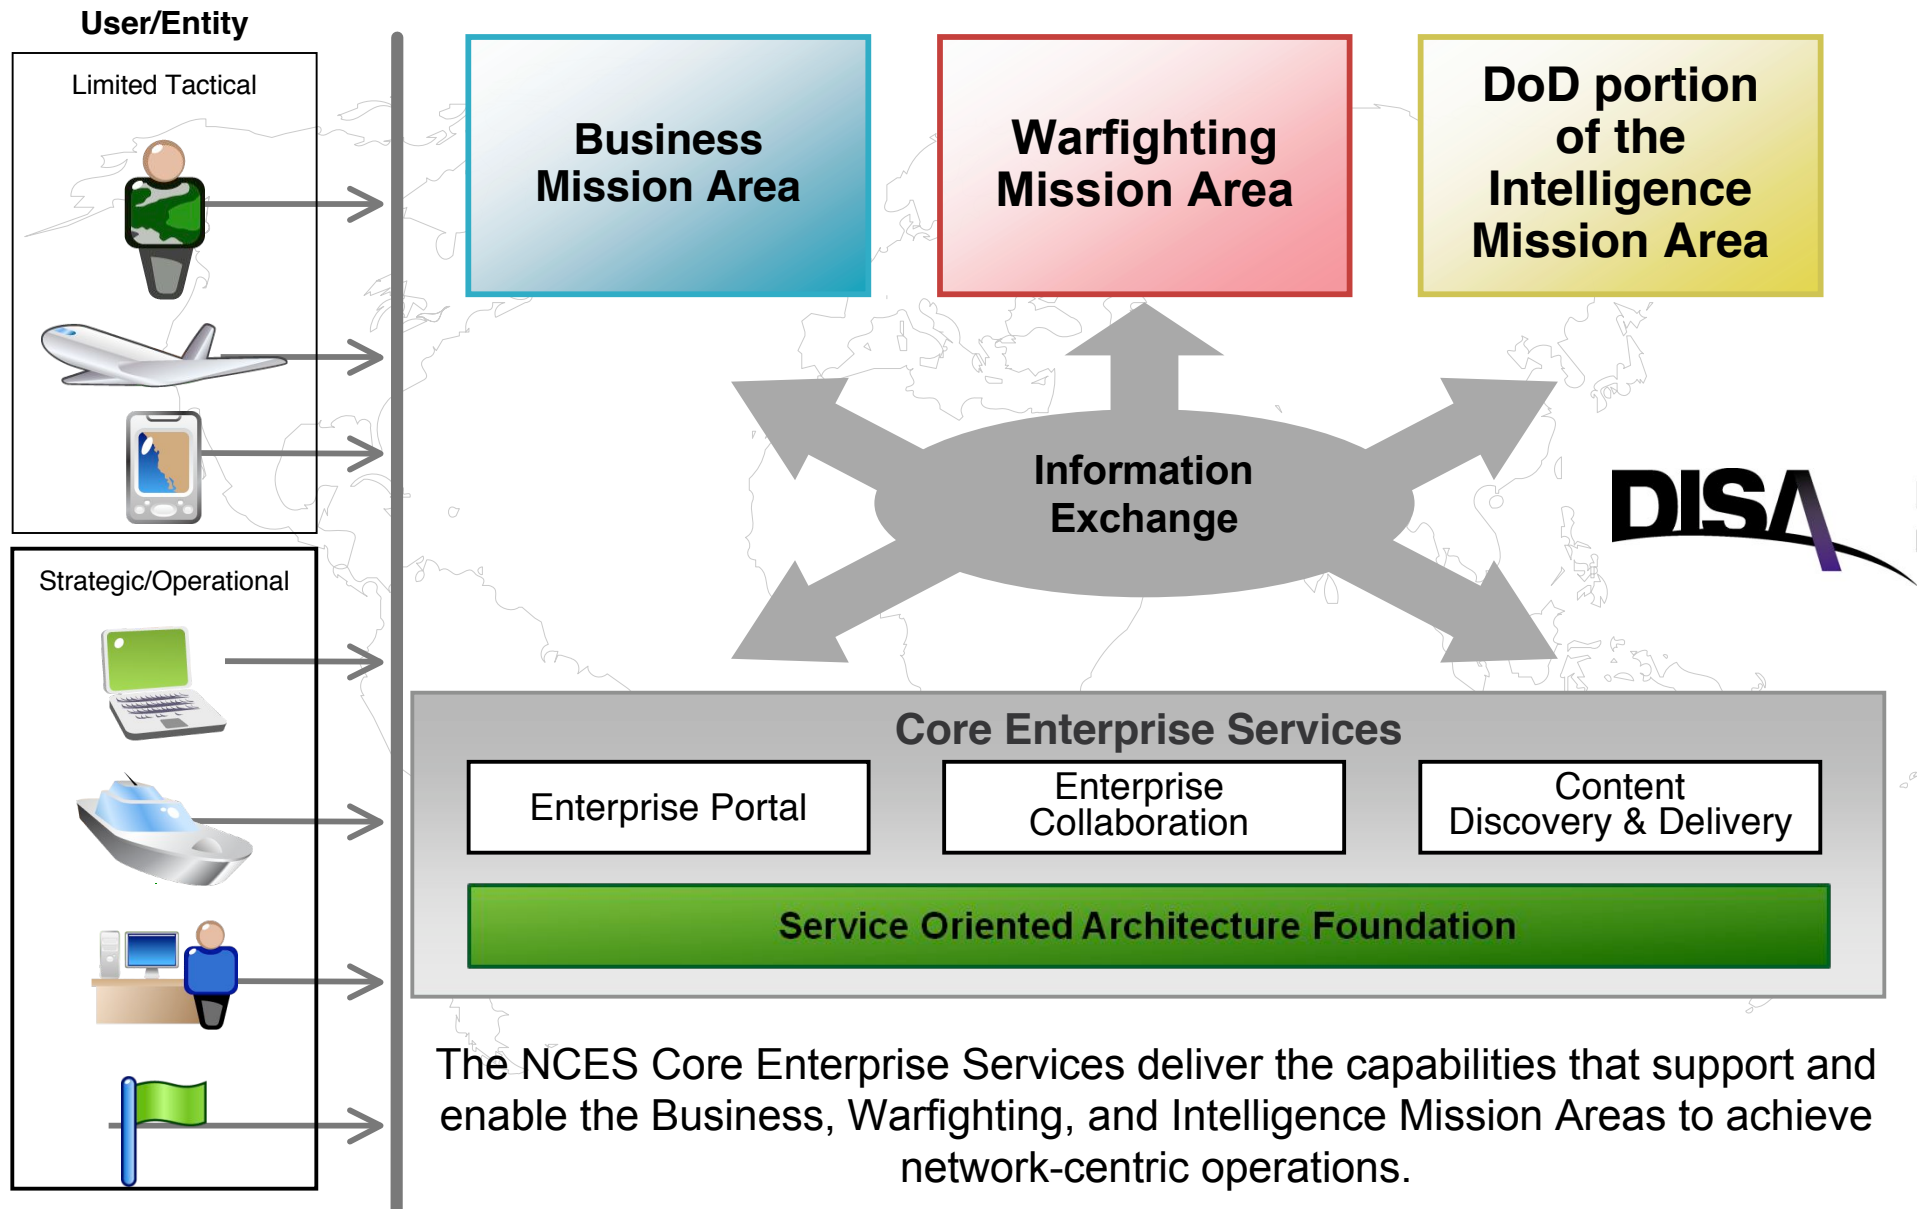 User/Entity
Limited Tactical
Strategic/Operational
Business
Mission Area
Warfighting
Mission Area
DoD portion
of the
Intelligence
Mission Area
Information
Exchange
DISA
Core Enterprise Services
Enterprise Portal
Enterprise
Collaboration
Content
Discovery & Delivery
Service Oriented Architecture Foundation
The NCES Core Enterprise Services deliver the capabilities that support and
enable the Business, Warfighting, and Intelligence Mission Areas to achieve
network-centric operations.